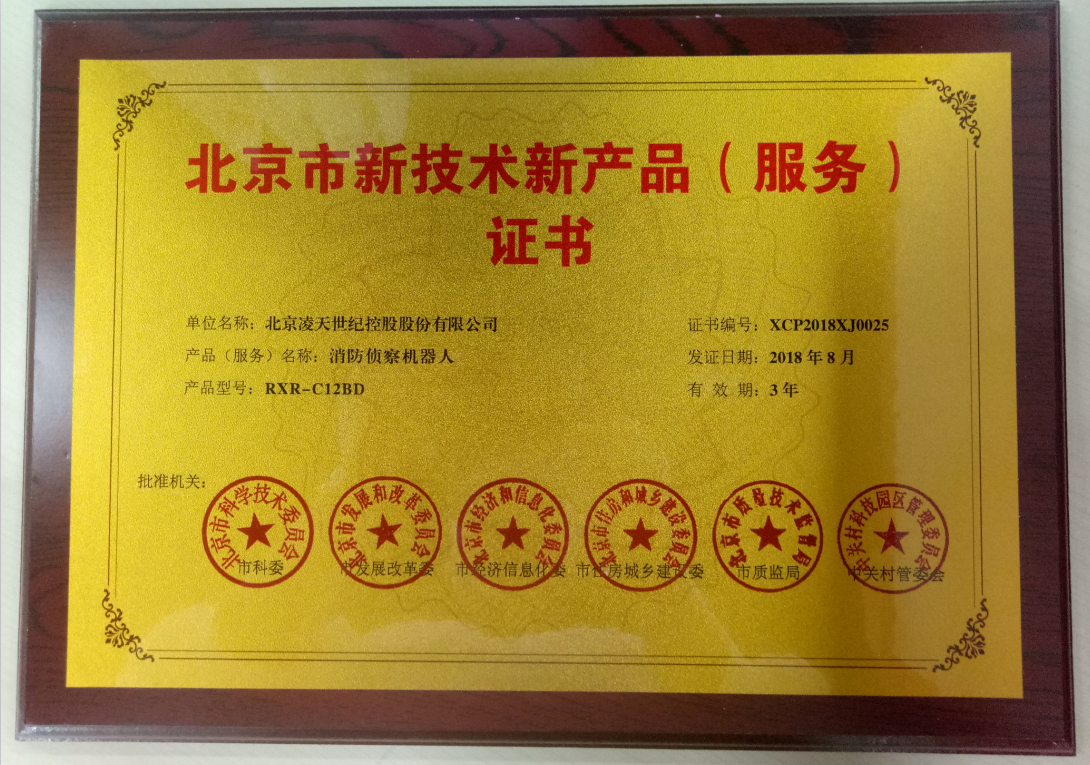 北京市新技术新产品（服务）
证书
单位名称：北京凌天世纪控股股份有限公司
产品（服务）名称：消防侦察机器人
产品型号：RXR-C12BD
证书编号：XCP2018XJ0025
发证日期：2018 年 8 月
有 效 期：3 年
批准机关：
北京市科学技术委员会
市科委
北京市发展和改革委员会
市发展改革委
北京市经济和信息化委员会
市经济信息化委
北京市住房和城乡建设委员会
市住房城乡建设委
北京市质量技术监督局
市质监局
中关村科技园区管理委员会
中关村管委会